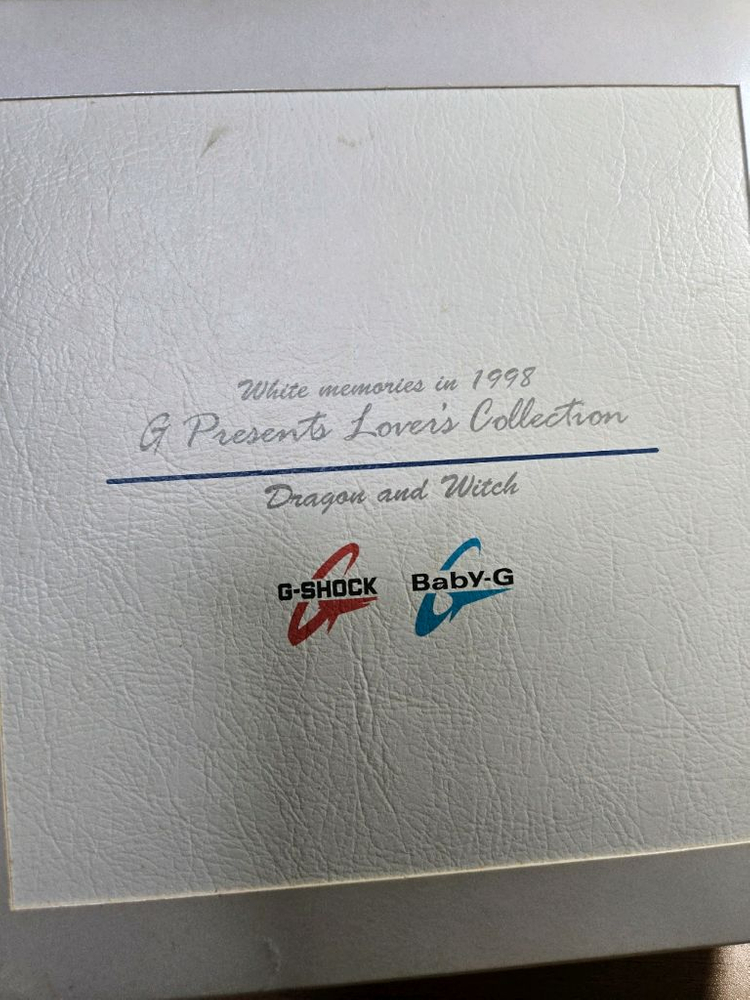 White memories in 1998
G Presents Lover's Collection
Dragon and Witch
G-SHOCK
Baby-G